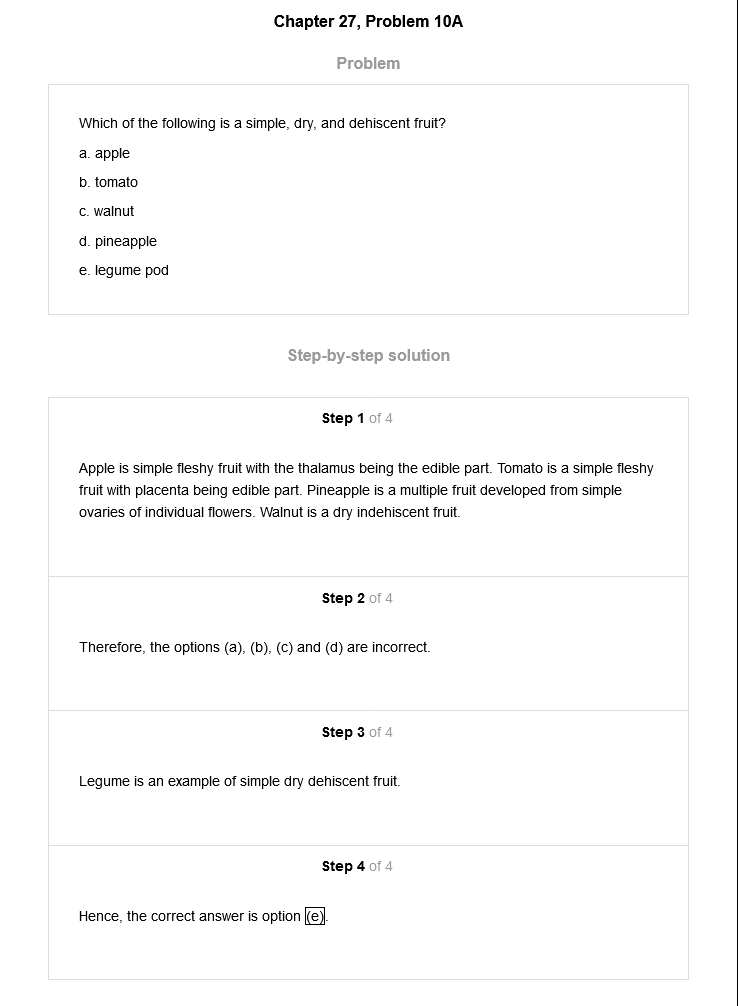 Chapter 27, Problem 10A
Problem
Which of the following is a simple, dry, and dehiscent fruit?
a. apple
b. tomato
c. walnut
d. pineapple
e. legume pod
Step-by-step solution
Step 1 of 4
Apple is simple fleshy fruit with the thalamus being the edible part. Tomato is a simple fleshy
fruit with placenta being edible part. Pineapple is a multiple fruit developed from simple
ovaries of individual flowers. Walnut is a dry indehiscent fruit.
Step 2 of 4
Therefore, the options (a), (b), (c) and (d) are incorrect.
Step 3 of 4
Legume is an example of simple dry dehiscent fruit.
Step 4 of 4
Hence, the correct answer is option (e).